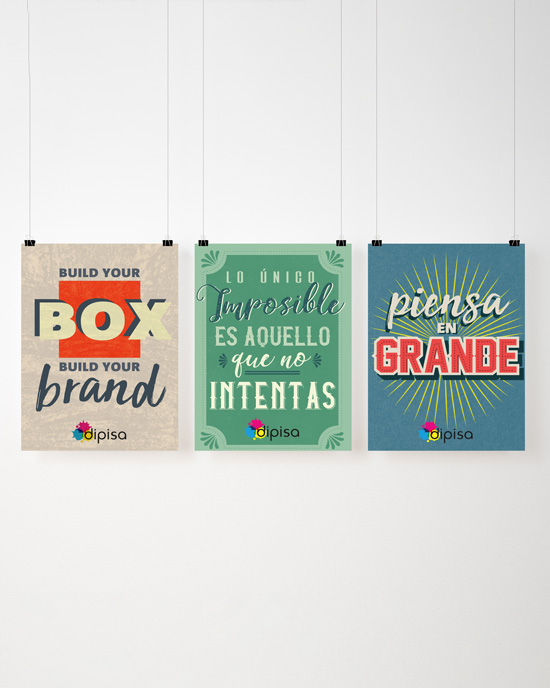 BUILD YOUR
BOX
BUILD YOUR
brand
dipisa
LO ÚNICO
Imposible
ES AQUELLO
que no
INTENTAS
dipisa
piensa
EN
GRANDE
dipisa